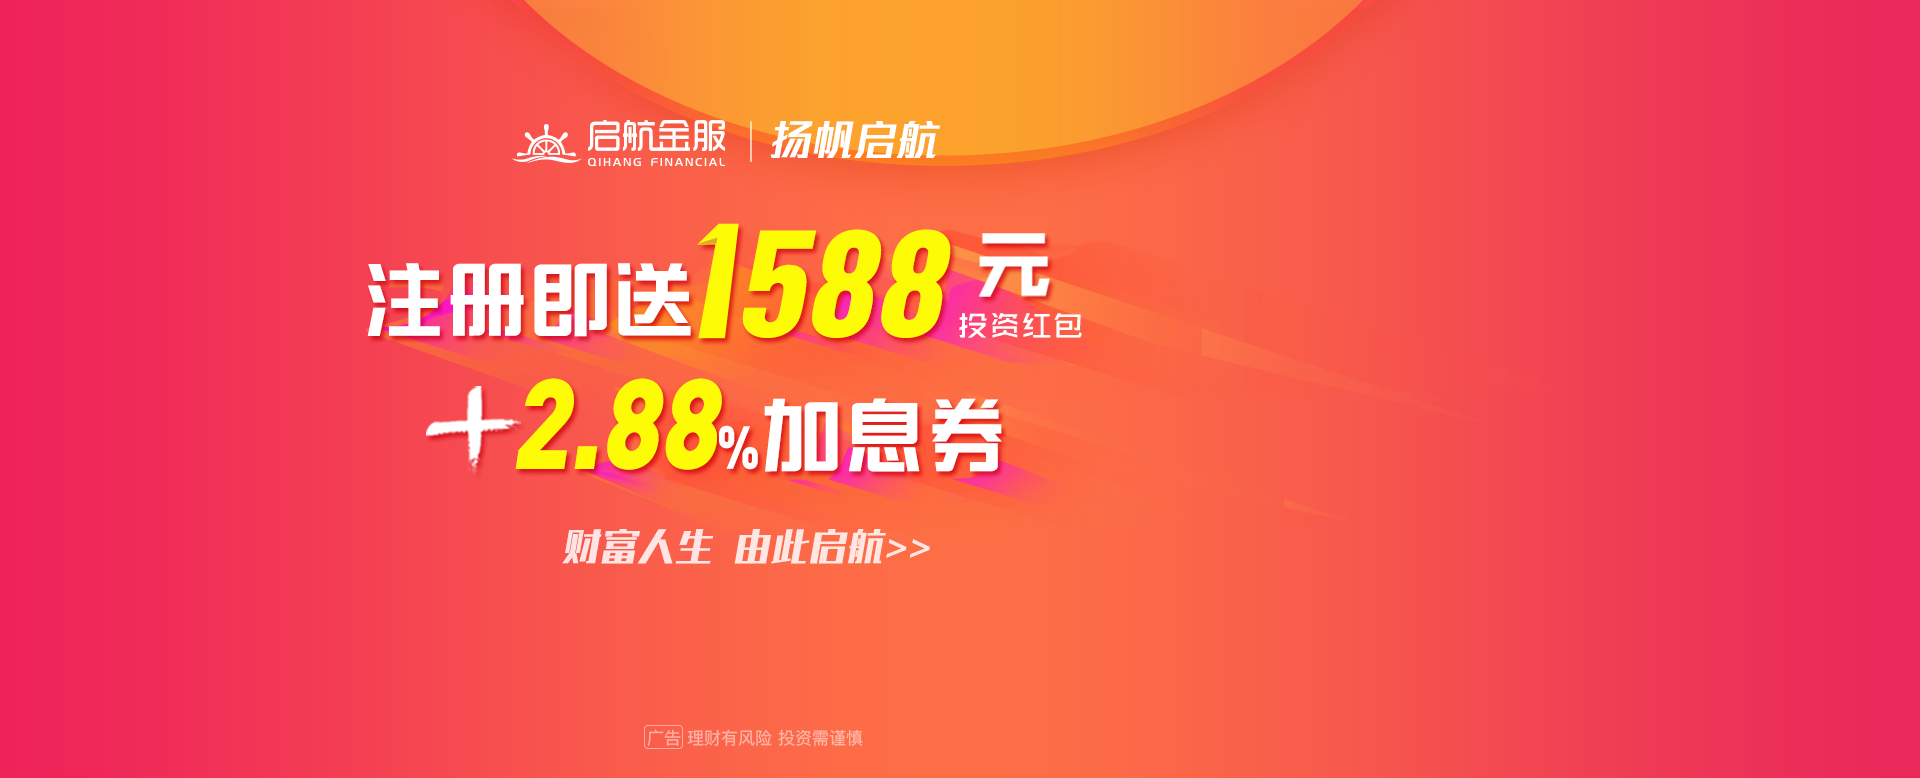 启航金服 扬帆启航
QIHANG FINANCIAL
注册即送1588元
投资红包
+2.88%加息券
财富人生 由此启航>>
广告 理财有风险 投资需谨慎